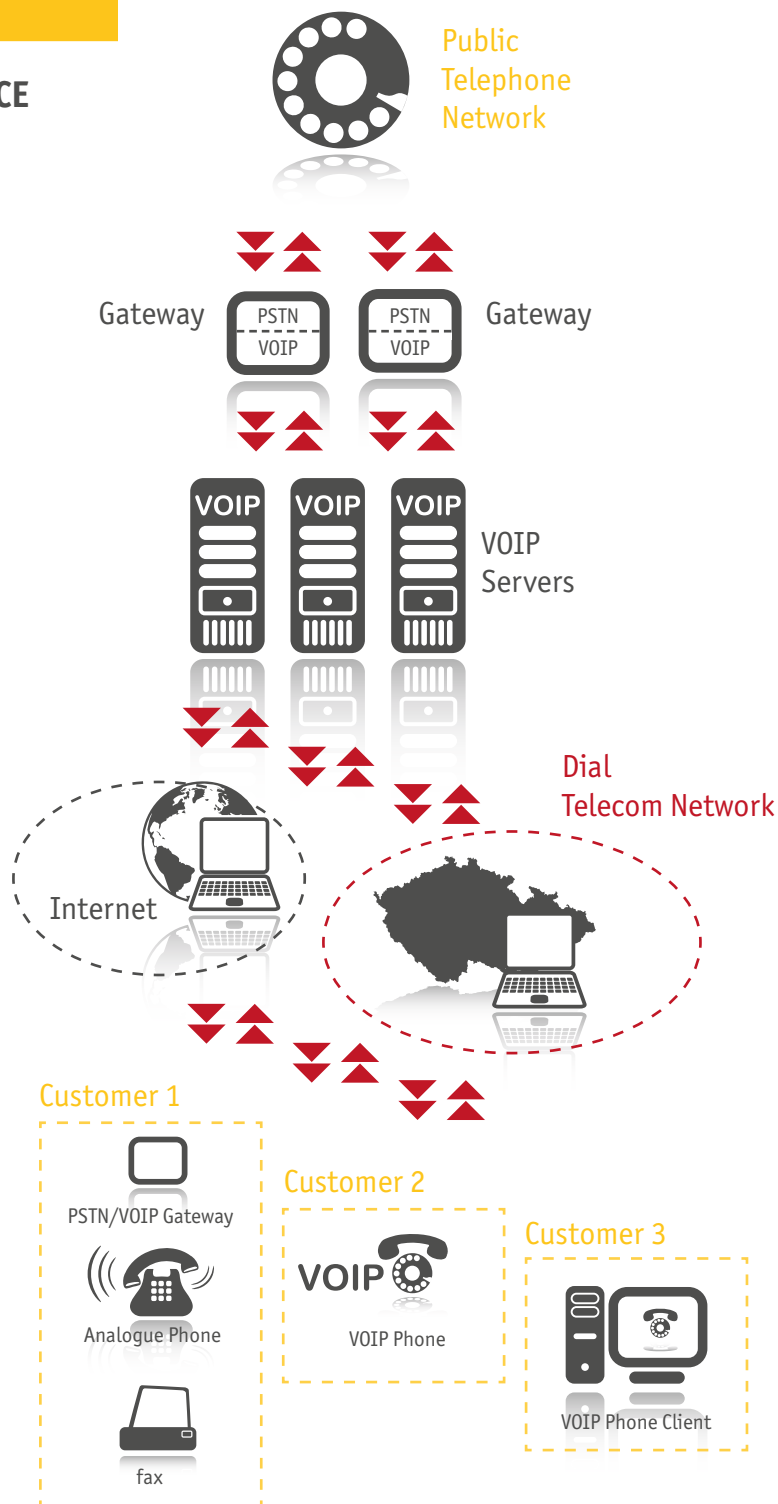 CE
Public
Telephone
Network
Gateway
PSTN
VOIP
PSTN
VOIP
Gateway
VOIP
VOIP
VOIP
VOIP
Servers
Dial
Telecom Network
Internet
Customer 1
PSTN/VOIP Gateway
Analogue Phone
fax
Customer 2
VOIP
VOIP Phone
Customer 3
VOIP Phone Client